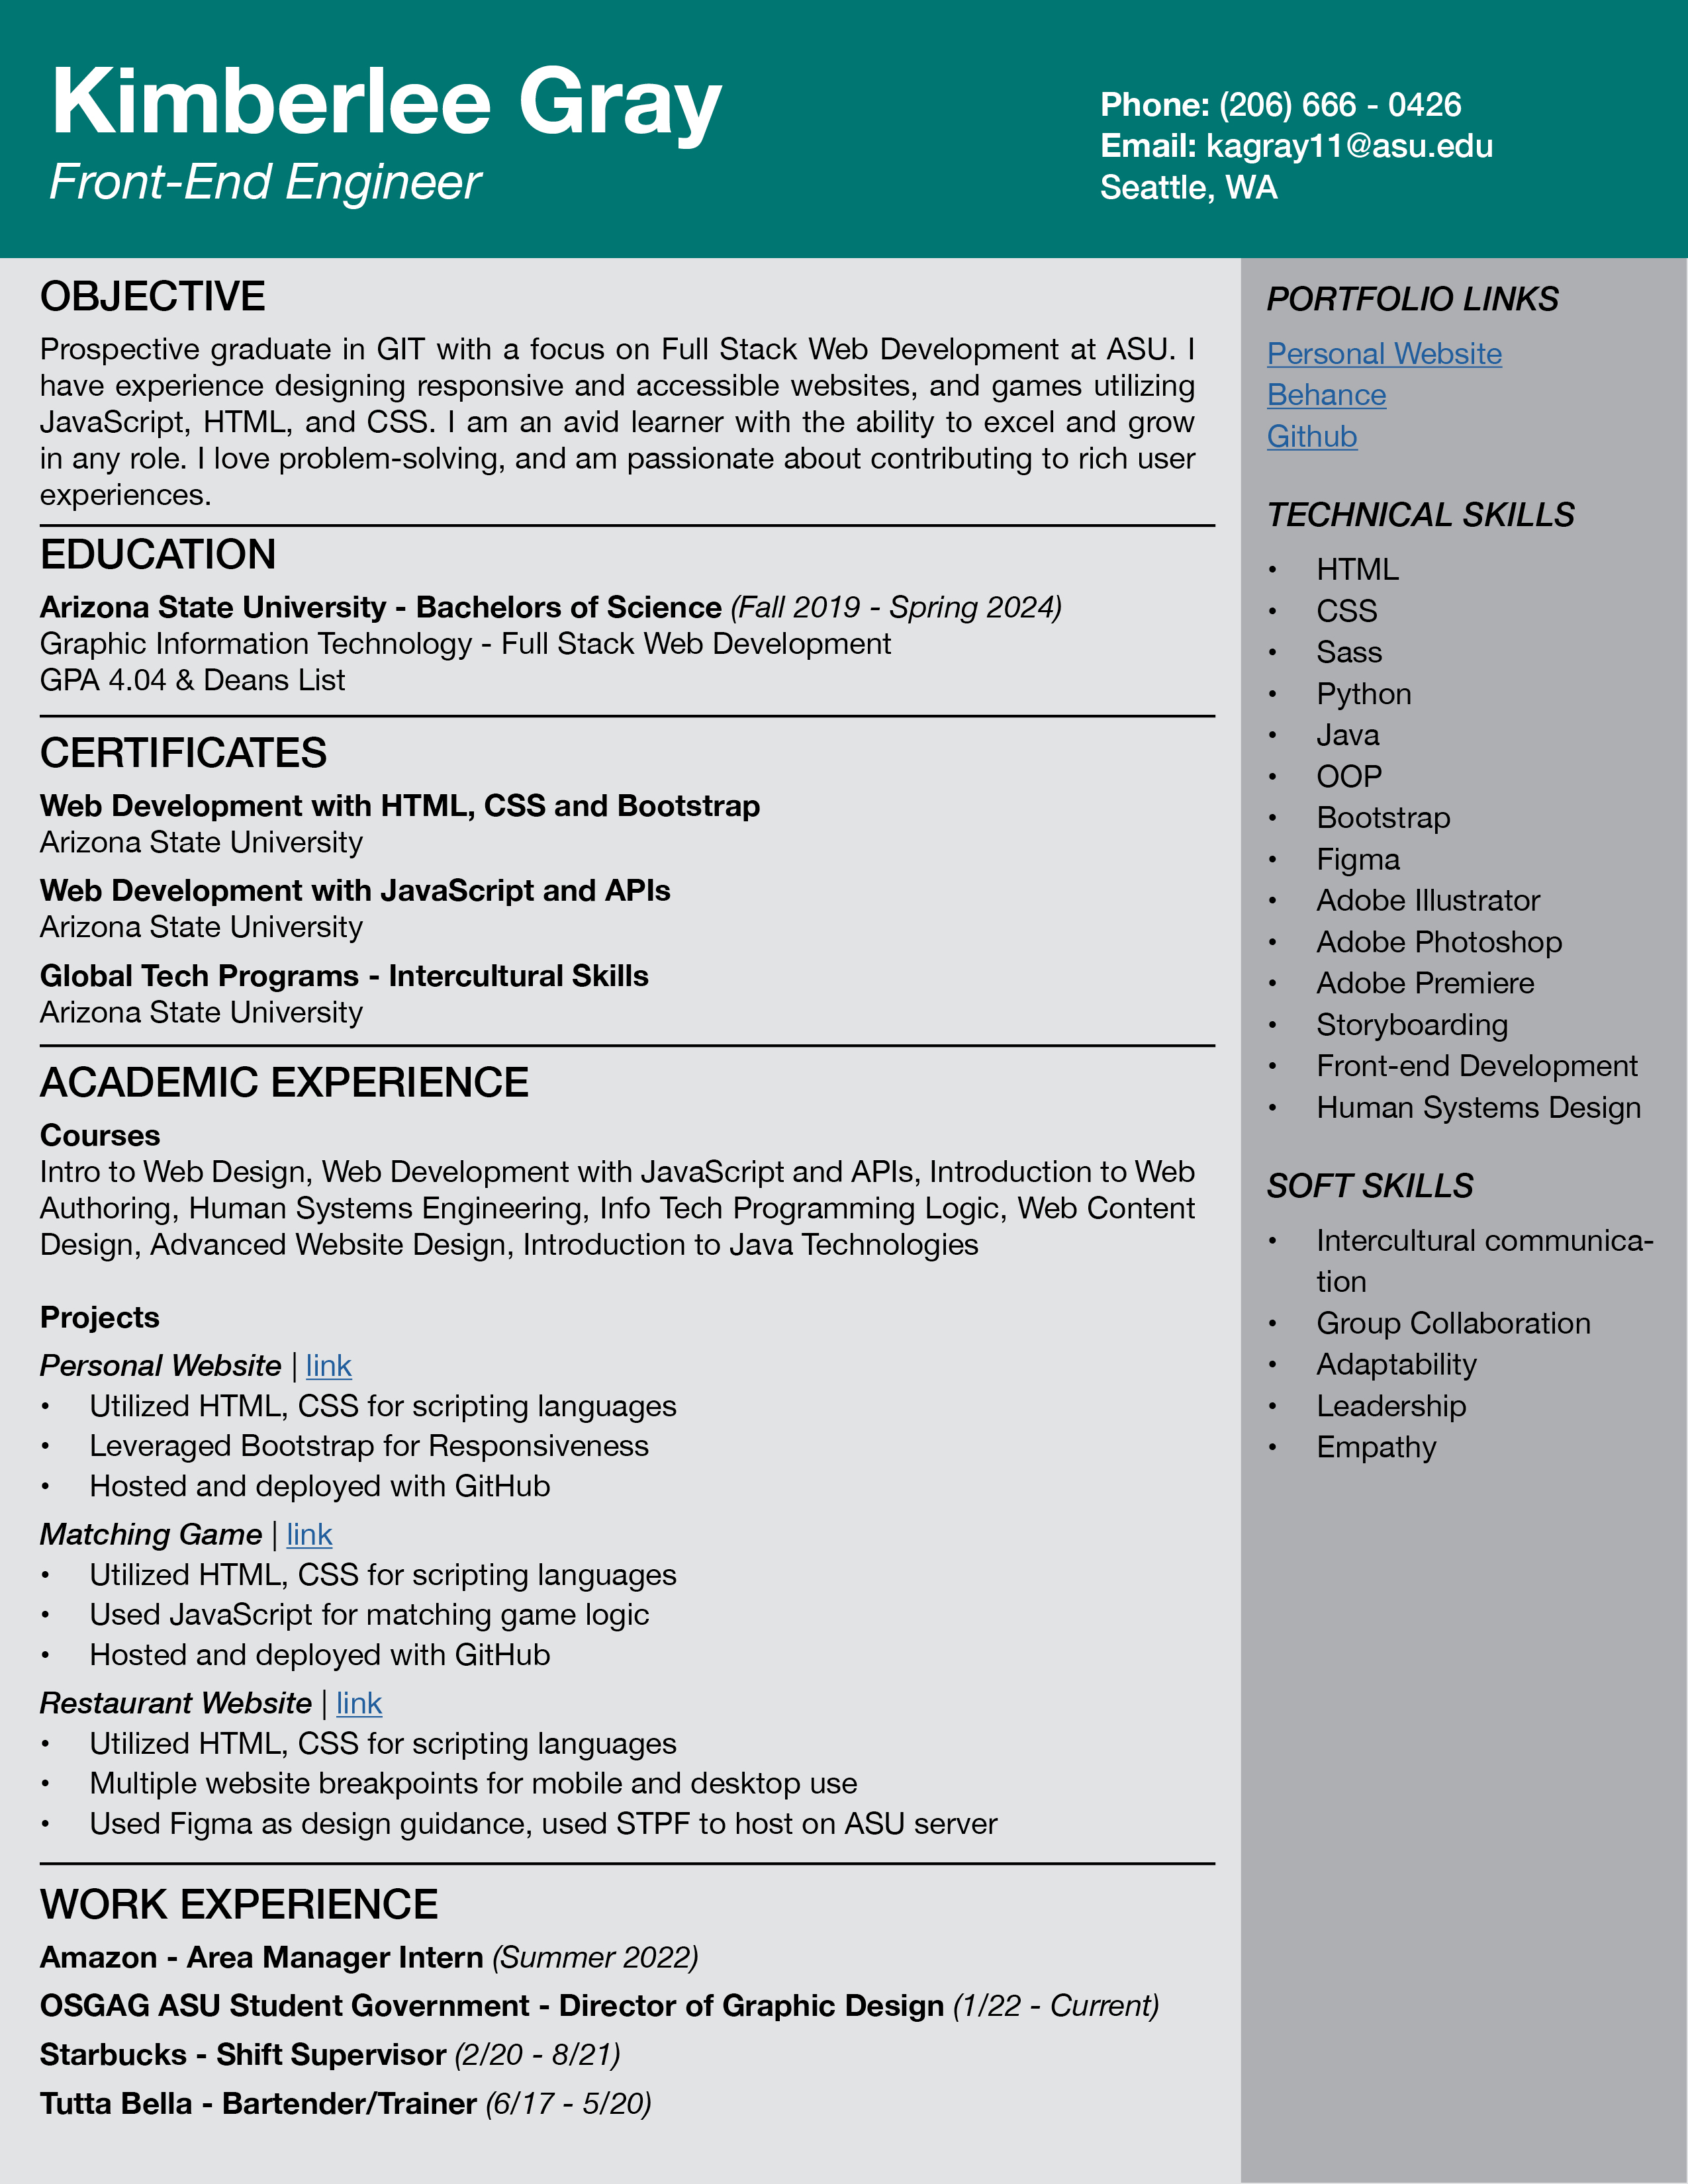 Kimberlee Gray
Front-End Engineer
Phone: (206) 666 - 0426
Email: kagray11@asu.edu
Seattle, WA
OBJECTIVE
Prospective graduate in GIT with a focus on Full Stack Web Development at ASU. I
have experience designing responsive and accessible websites, and games utilizing
JavaScript, HTML, and CSS. I am an avid learner with the ability to excel and grow
in any role. I love problem-solving, and am passionate about contributing to rich user
experiences.
EDUCATION
Arizona State University - Bachelors of Science (Fall 2019 - Spring 2024)
Graphic Information Technology - Full Stack Web Development
GPA 4.04 & Deans List
CERTIFICATES
Web Development with HTML, CSS and Bootstrap
Arizona State University
Web Development with JavaScript and APIs
Arizona State University
Global Tech Programs - Intercultural Skills
Arizona State University
ACADEMIC EXPERIENCE
Courses
Intro to Web Design, Web Development with JavaScript and APIs, Introduction to Web
Authoring, Human Systems Engineering, Info Tech Programming Logic, Web Content
Design, Advanced Website Design, Introduction to Java Technologies
Projects
Personal Website | link
• Utilized HTML, CSS for scripting languages
• Leveraged Bootstrap for Responsiveness
• Hosted and deployed with GitHub
Matching Game | link
• Utilized HTML, CSS for scripting languages
• Used JavaScript for matching game logic
• Hosted and deployed with GitHub
Restaurant Website | link
• Utilized HTML, CSS for scripting languages
• Multiple website breakpoints for mobile and desktop use
• Used Figma as design guidance, used STPF to host on ASU server
WORK EXPERIENCE
Amazon - Area Manager Intern (Summer 2022)
OSGAG ASU Student Government - Director of Graphic Design (1/22 - Current)
Starbucks - Shift Supervisor (2/20 - 8/21)
Tutta Bella - Bartender/Trainer (6/17 - 5/20)
PORTFOLIO LINKS
Personal Website
Behance
Github
TECHNICAL SKILLS
• HTML
• CSS
• Sass
• Python
• Java
• OOP
• Bootstrap
• Figma
• Adobe Illustrator
• Adobe Photoshop
• Adobe Premiere
• Storyboarding
• Front-end Development
• Human Systems Design
SOFT SKILLS
• Intercultural communica-
tion
• Group Collaboration
• Adaptability
• Leadership
• Empathy